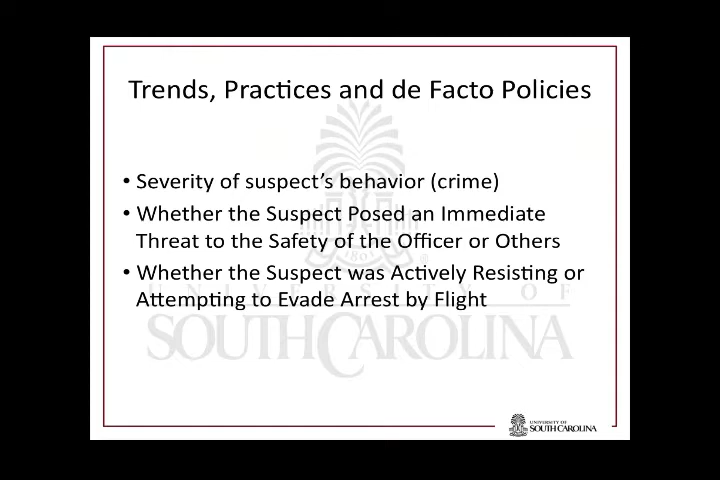 Trends, Practices and de Facto Policies
• Severity of suspect's behavior (crime)
• Whether the Suspect Posed an Immediate
Threat to the Safety of the Officer or Others
• Whether the Suspect was Actively Resisting or
Attempting to Evade Arrest by Flight
1801
UNIVERSITY OF
SOUTH CAROLINA
UNIVERSITY OF
SOUTH CAROLINA